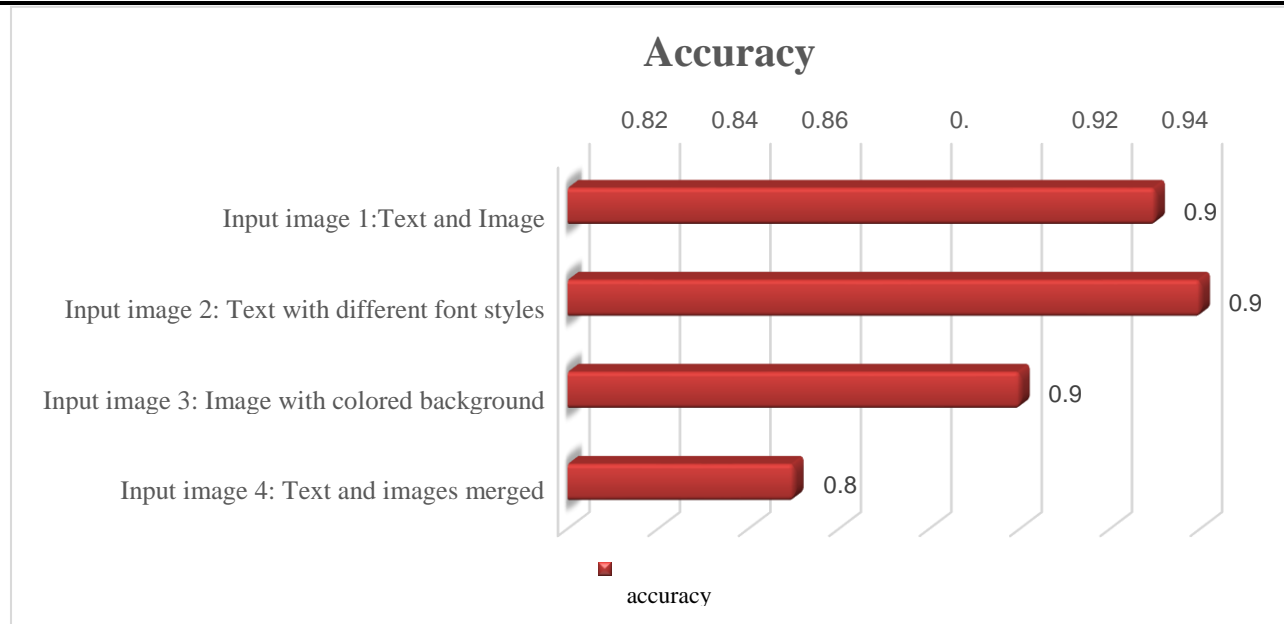 Accuracy
0.82 0.84 0.86 0. 0.92 0.94
Input image 1:Text and Image 0.9
Input image 2: Text with different font styles 0.9
Input image 3: Image with colored background 0.9
Input image 4: Text and images merged 0.8
accuracy